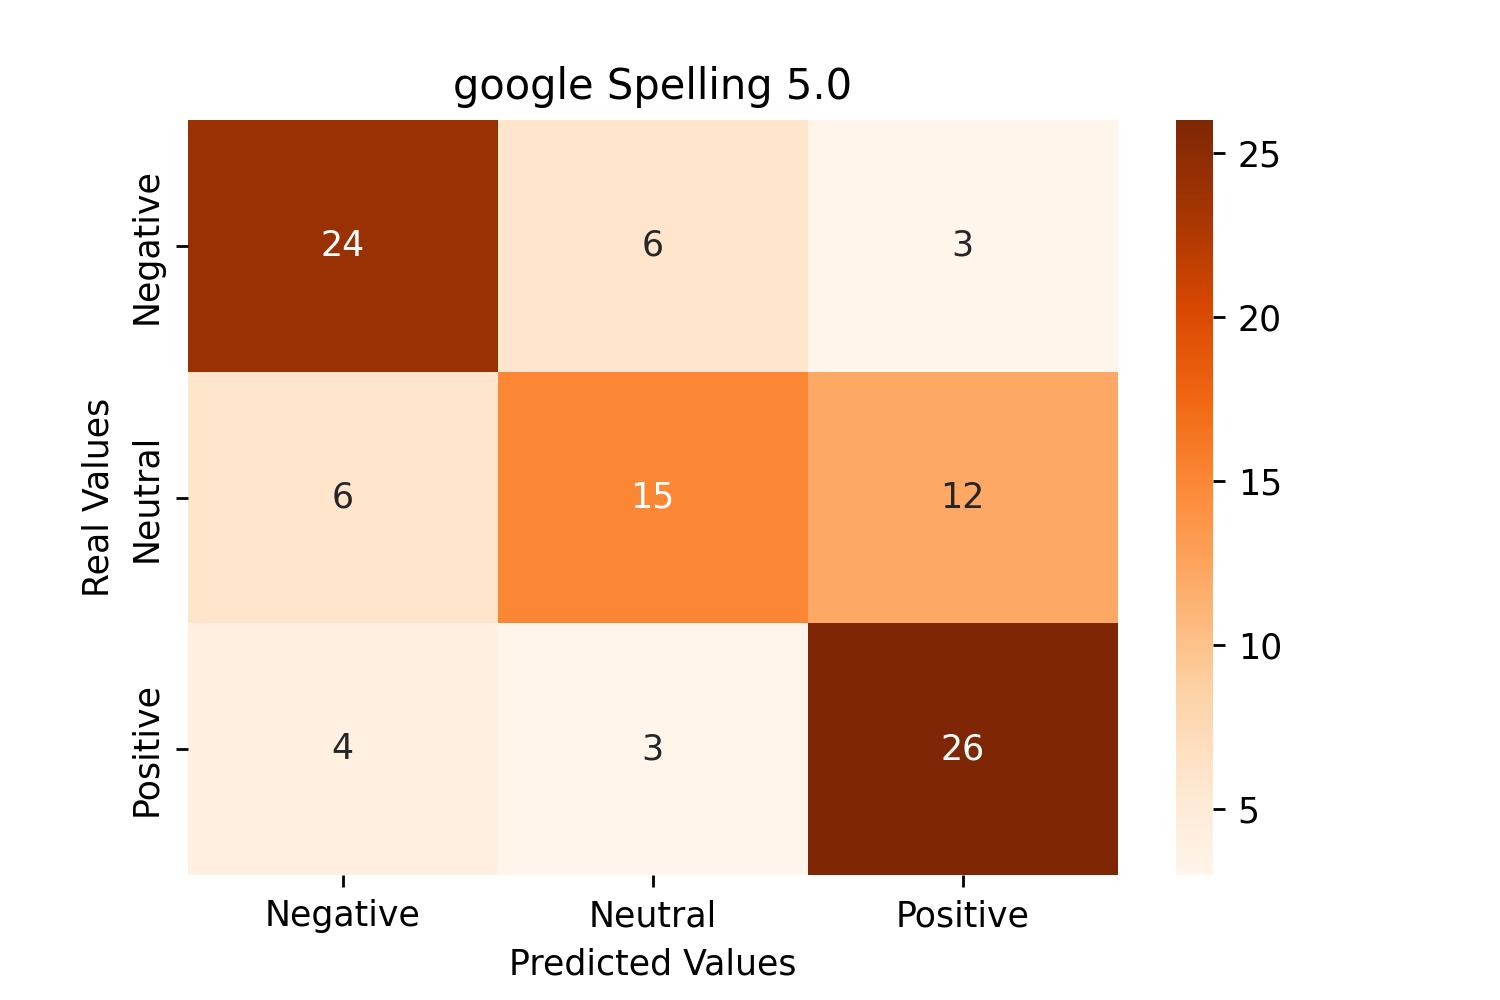 google Spelling 5.0
Real Values
Negative
24 6 3
Neutral
6 15 12
Positive
4 3 26
Negative Neutral Positive
Predicted Values
25
20
15
10
5